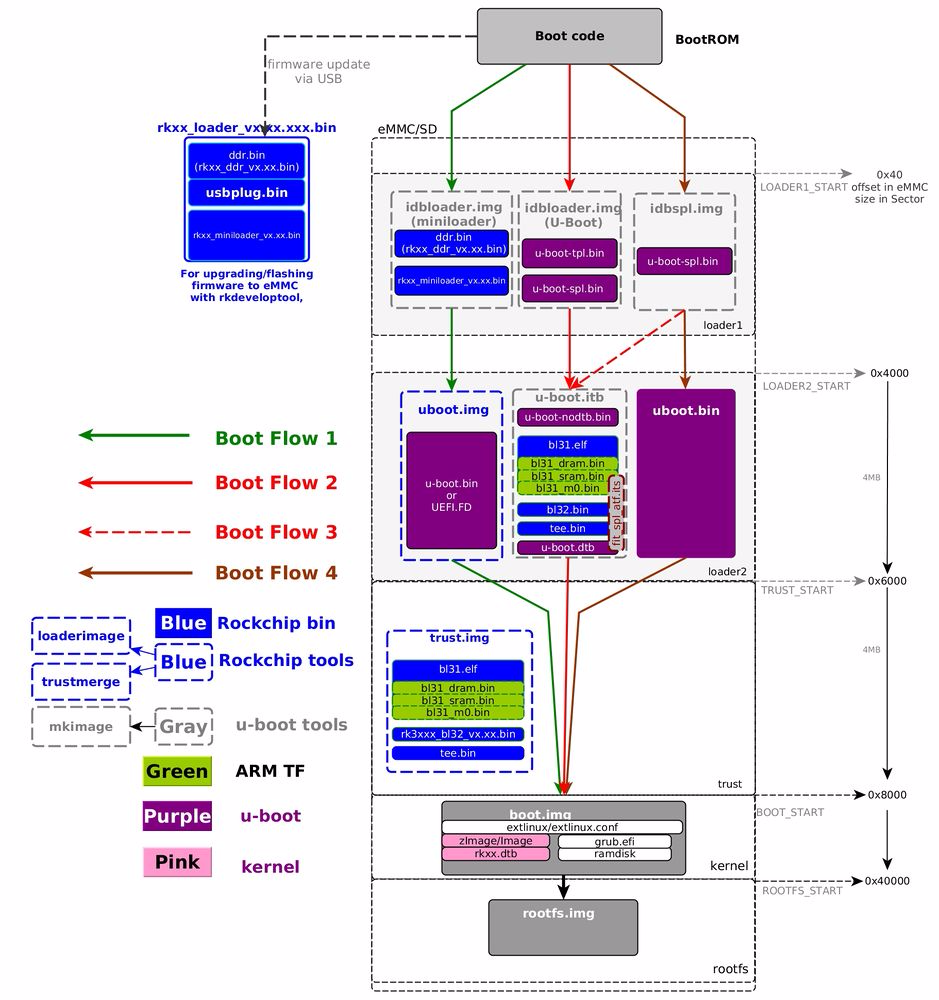 Boot code
BootROM
firmware update
via USB
rkxx_loader_vx.xx.xxx.bin
ddr.bin
(rkxx_ddr_vx.xx.bin)
usbplug.bin
rkxx_miniloader_vx.xx.bin
For upgrading/flashing
firmware to eMMC
with rkdeveloptool,
eMMC/SD
LOADER1_START
0x40
offset in eMMC
size in Sector
idbloader.img
(miniloader)
ddr.bin
(rkxx_ddr_vx.xx.bin)
rkxx_miniloader_vx.xx.bin
idbloader.img
(U-Boot)
u-boot-tpl.bin
u-boot-spl.bin
idbspl.img
u-boot-spl.bin
loader1
LOADER2_START
0x4000
uboot.img
u-boot.bin
or
UEFI.FD
u-boot.itb
u-boot-nodtb.bin
bl31.elf
bl31_dram.bin
bl31_sram.bin
bl31_m0.bin
bl32.bin
tee.bin
u-boot.dtb
fit_spl_atf.its
uboot.bin
loader2
4MB
TRUST_START
0x6000
Boot Flow 1
Boot Flow 2
Boot Flow 3
Boot Flow 4
Blue
Rockchip bin
loaderimage
trustmerge
Blue
Rockchip tools
mkimage
Gray
u-boot tools
Green
ARM TF
Purple
u-boot
Pink
kernel
trust.img
bl31.elf
bl31_dram.bin
bl31_sram.bin
bl31_m0.bin
rk3xxx_bl32_vx.xx.bin
tee.bin
trust
4MB
BOOT_START
0x8000
boot.img
extlinux/extlinux.conf
zImage/Image
grub.efi
rkxx.dtb
ramdisk
kernel
ROOTFS_START
0x40000
rootfs.img
rootfs